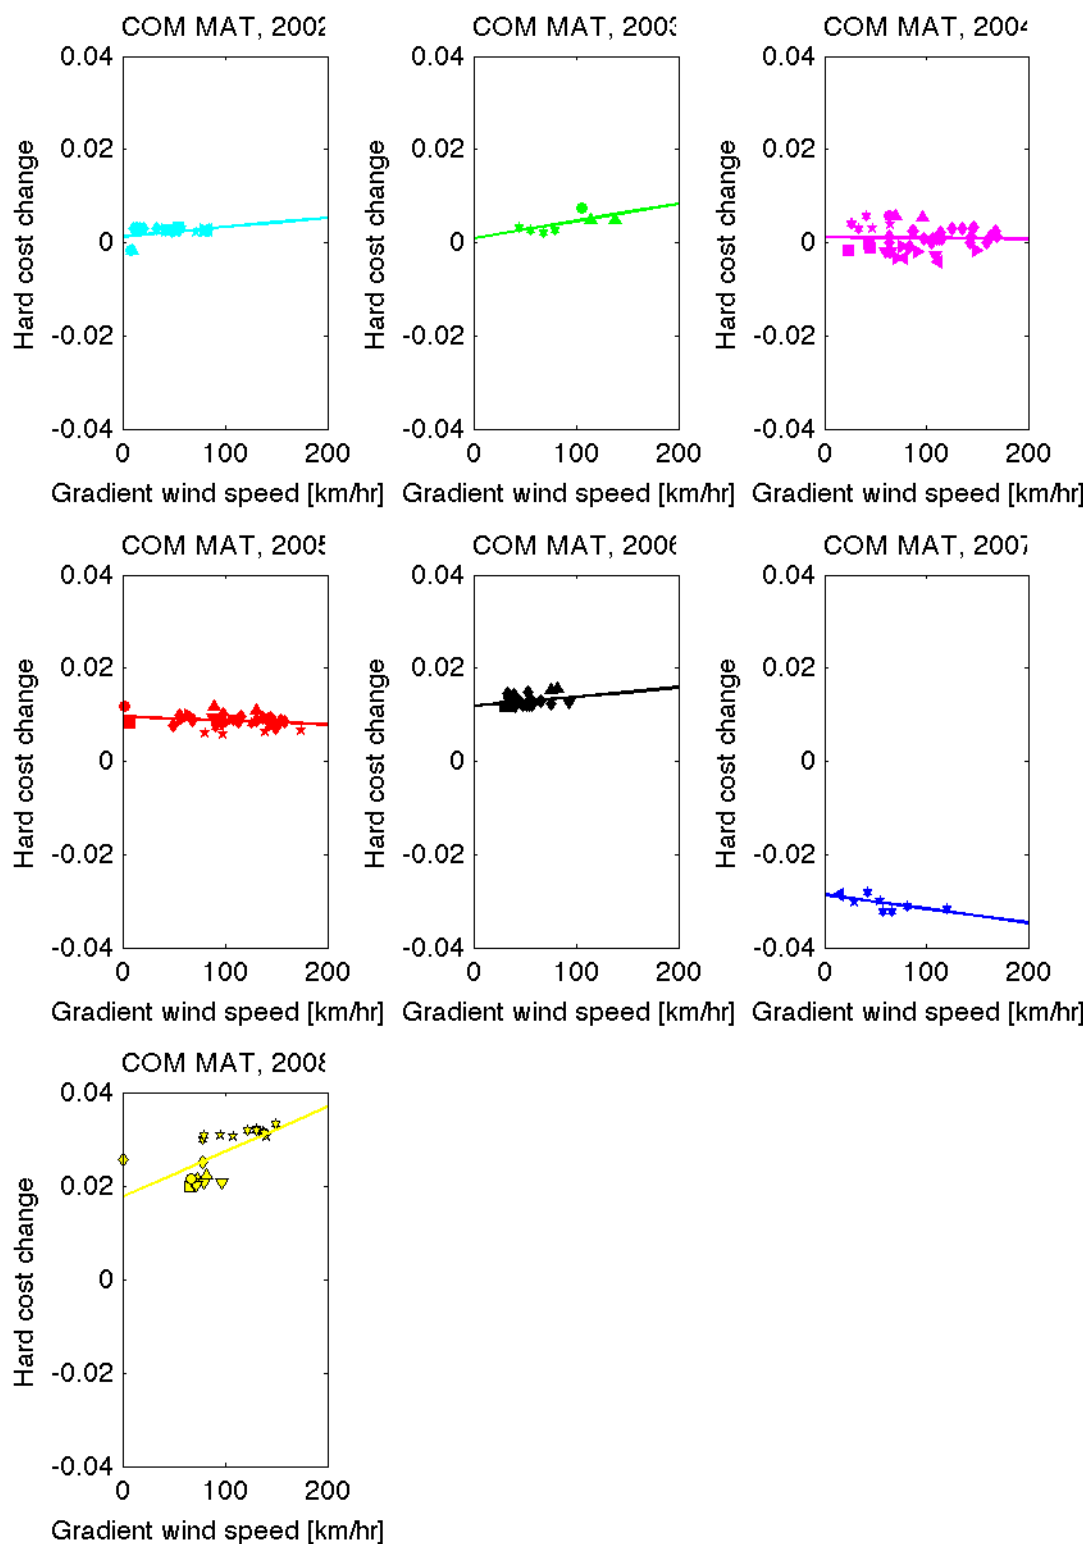 COM MAT, 2002 COM MAT, 2003 COM MAT, 2004
0.04 0.04 0.04
0.02 0.02 0.02
0 0 0
-0.02 -0.02 -0.02
-0.04 -0.04 -0.04
Hard cost change Hard cost change Hard cost change
0 100 200 0 100 200 0 100 200
Gradient wind speed [km/hr] Gradient wind speed [km/hr] Gradient wind speed [km/hr]
COM MAT, 2005 COM MAT, 2006 COM MAT, 2007
0.04 0.04 0.04
0.02 0.02 0.02
0 0 0
-0.02 -0.02 -0.02
-0.04 -0.04 -0.04
Hard cost change Hard cost change Hard cost change
0 100 200 0 100 200 0 100 200
Gradient wind speed [km/hr] Gradient wind speed [km/hr] Gradient wind speed [km/hr]
COM MAT, 2008
0.04
0.02
0
-0.02
-0.04
Hard cost change
0 100 200
Gradient wind speed [km/hr]